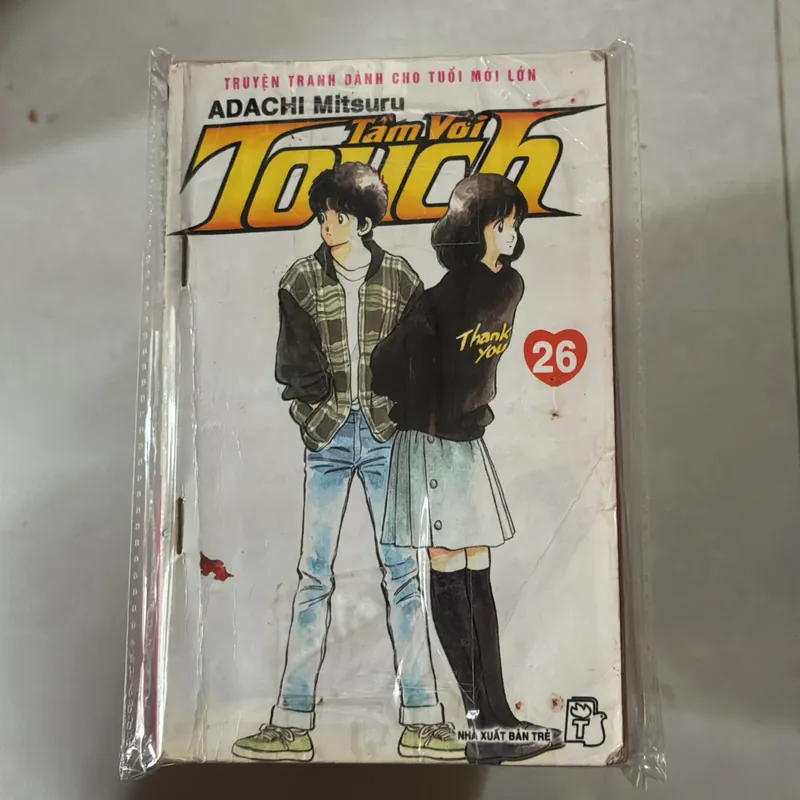 TRUYỆN TRANH DÀNH CHO TUỔI MỚI LỚN
ADACHI Mitsuru
Tầm Với
Touch
Thank
you
26
T
NHÀ XUẤT BẢN TRẺ